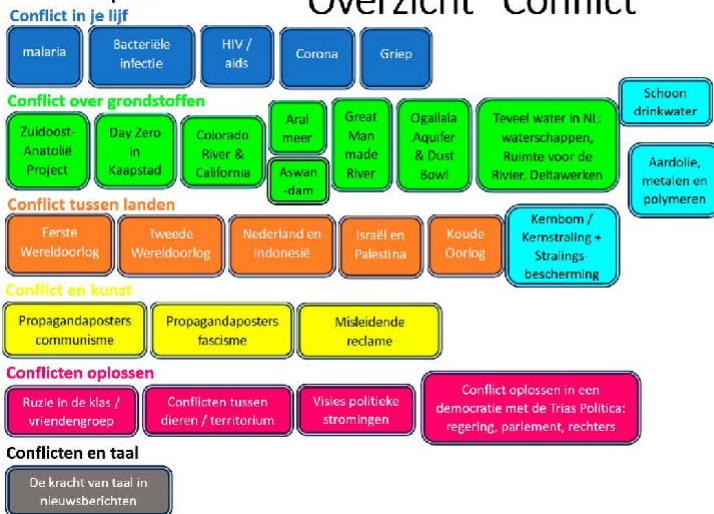 Overzicht "Conflict"
Conflict in je lijf
malaria
Bacteriële
infectie
HIV /
aids
Corona
Griep
Conflict over grondstoffen
Zuidoost-
Anatolië
Project
Day Zero
in
Kaapstad
Colorado
River &
California
Aral
meer
Aswan
-dam
Great
Man
made
River
Ogallala
Aquifer
& Dust
Bowl
Teveel water in NL:
waterschappen,
Ruimte voor de
Rivier, Deltawerken
Schoon
drinkwater
Aardolie,
metalen en
polymeren
Conflict tussen landen
Eerste
Wereldoorlog
Tweede
Wereldoorlog
Nederland en
Indonesië
Israël en
Palestina
Koude
Oorlog
Kernbom /
Kernstraling +
Stralings-
bescherming
Conflict en kunst
Propagandaposters
communisme
Propagandaposters
fascisme
Misleidende
reclame
Conflicten oplossen
Ruzie in de klas /
vriendengroep
Conflicten tussen
dieren / territorium
Visies politieke
stromingen
Conflict oplossen in een
democratie met de Trias Politica:
regering, parlement, rechters
Conflicten en taal
De kracht van taal in
nieuwsberichten